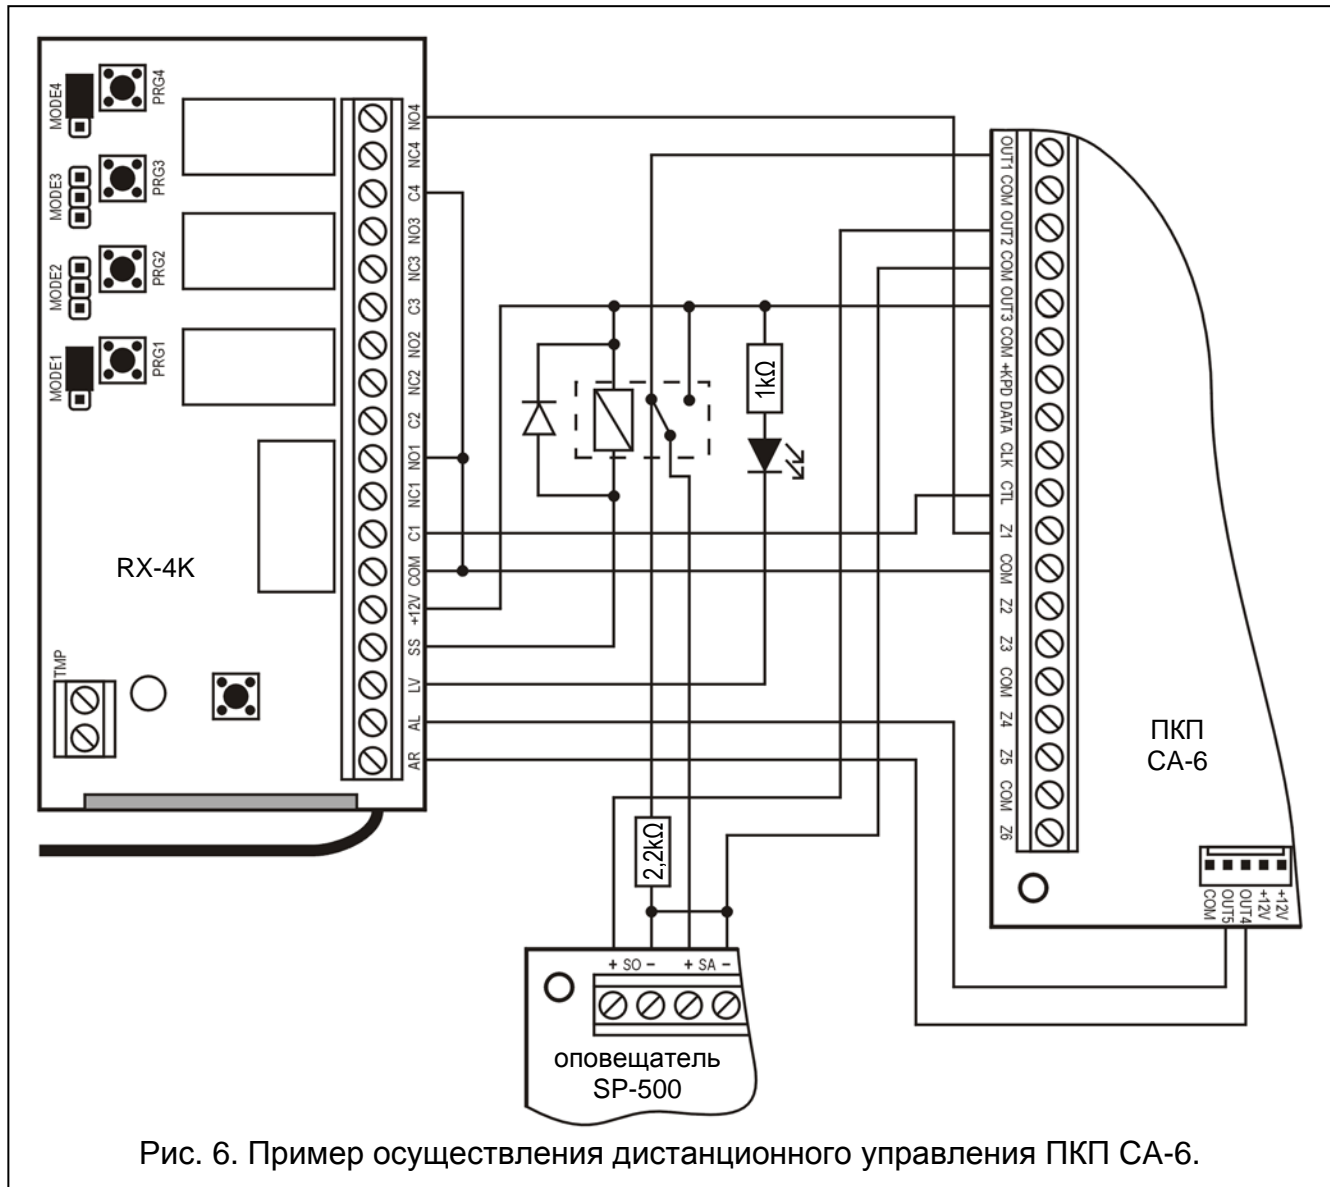 MODE4
PRG4
MODE3
PRG3
MODE2
PRG2
MODE1
PRG1
RX-4K
TMP
NO4
NC4
C4
NO3
NC3
C3
NO2
NC2
C2
NO1
NC1
C1
COM
+12V
SS
LV
AL
AR
1kΩ
2,2kΩ
OUT1
COM
OUT2
COM
OUT3
COM
+KPD
DATA
CLK
CTL
Z1
COM
Z2
Z3
COM
Z4
Z5
COM
Z6
ПКП
CA-6
COM
OUT5
OUT4
+12V
+12V
+ SO − + SA −
оповещатель
SP-500
Рис. 6. Пример осуществления дистанционного управления ПКП CA-6.